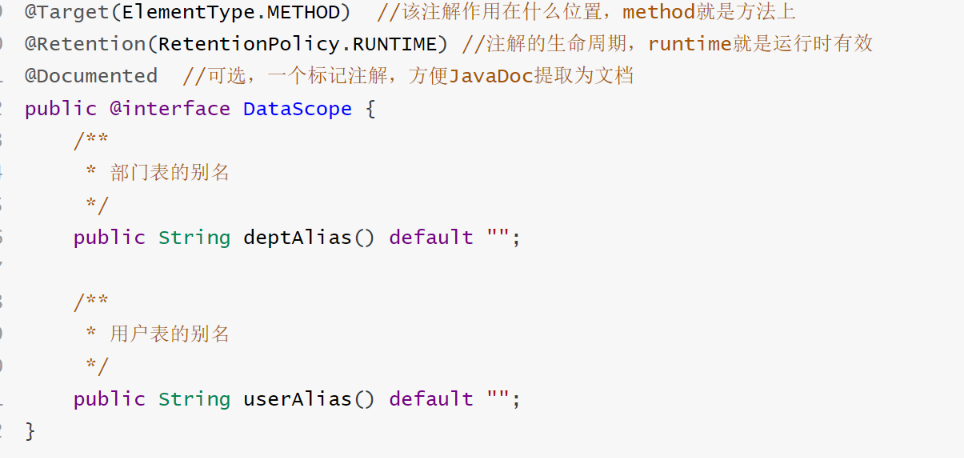 @Target(ElementType.METHOD)  //该注解作用在什么位置，method就是方法上
@Retention(RetentionPolicy.RUNTIME) //注解的生命周期，runtime就是运行时有效
@Documented  //可选，一个标记注解，方便JavaDoc提取为文档
public @interface DataScope {
    /**
     * 部门表的别名
     */
    public String deptAlias() default "";
    /**
     * 用户表的别名
     */
    public String userAlias() default "";
}